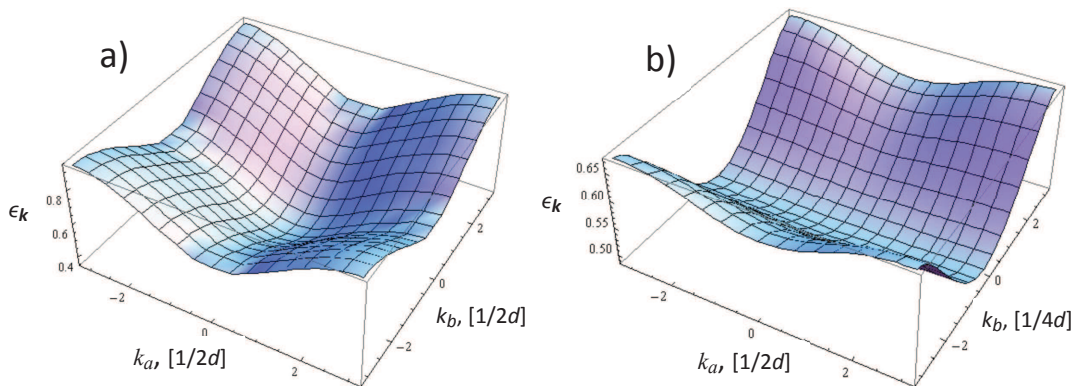 a)
0.8
0.6
0.4
ϵ𝐤
-2
0
2
kₐ, [1/2d]
-2
0
2
k_b, [1/2d]
b)
0.65
0.60
0.55
0.50
ϵ𝐤
-2
0
2
kₐ, [1/2d]
-2
0
2
k_b, [1/4d]